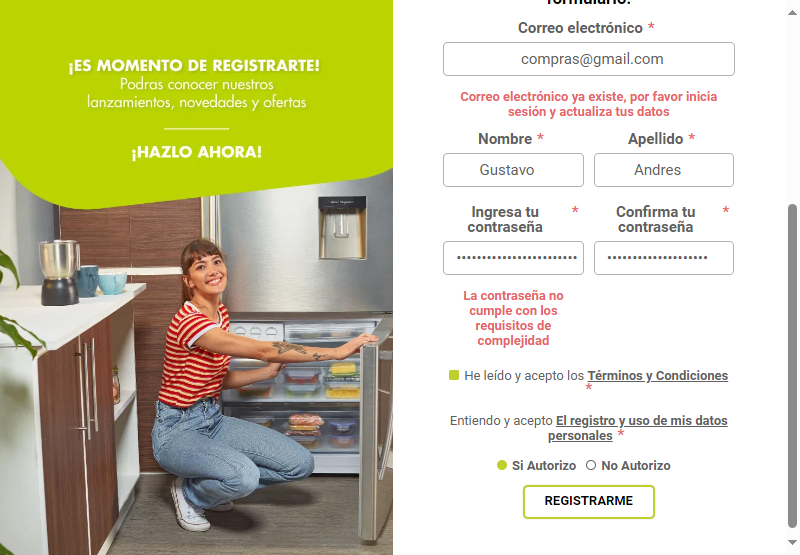 ¡ES MOMENTO DE REGISTRARTE!
Podras conocer nuestros
lanzamientos, novedades y ofertas
¡HAZLO AHORA!
formulario:
Correo electrónico *
compras@gmail.com
Correo electrónico ya existe, por favor inicia
sesión y actualiza tus datos
Nombre *
Apellido *
Gustavo
Andres
Ingresa tu *
contraseña
Confirma tu *
contraseña
La contraseña no
cumple con los
requisitos de
complejidad
He leído y acepto los Términos y Condiciones
*
Entiendo y acepto El registro y uso de mis datos
personales *
Si Autorizo
No Autorizo
REGISTRARME